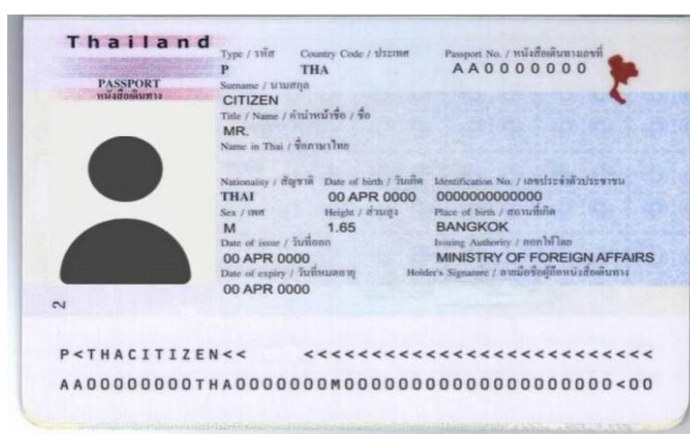 Thailand
PASSPORT
หนังสือเดินทาง
Type / รหัส Country Code / ประเทศ Passport No. / หนังสือเดินทางเลขที่
P THA AA0000000
Surname / นามสกุล
CITIZEN
Title / Name / คำนำหน้าชื่อ / ชื่อ
MR.
Name in Thai / ชื่อภาษาไทย
Nationality / สัญชาติ Date of birth / วันเกิด Identification No. / เลขประจำตัวประชาชน
THAI 00 APR 0000 0000000000000
Sex / เพศ Height / ส่วนสูง Place of birth / สถานที่เกิด
M 1.65 BANGKOK
Date of issue / วันที่ออก Issuing Authority / ออกให้โดย
00 APR 0000 MINISTRY OF FOREIGN AFFAIRS
Date of expiry / วันที่หมดอายุ Holder's Signature / ลายมือชื่อผู้ถือหนังสือเดินทาง
00 APR 0000
2
P<THACITIZEN<< <<<<<<<<<<<<<<<<<<<<<<<<<<
AA00000000THA0000000M00000000000000000000<00